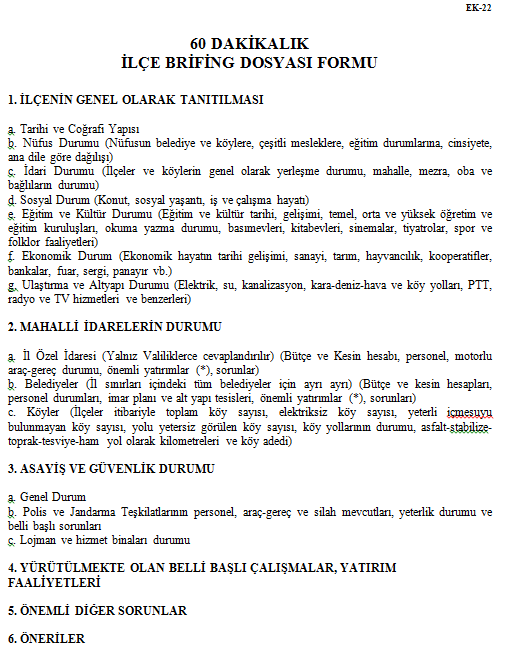 EK-22
60 DAKİKALIK
İLÇE BRİFİNG DOSYASI FORMU
1. İLÇENİN GENEL OLARAK TANITILMASI
a. Tarihi ve Coğrafi Yapısı
b. Nüfus Durumu (Nüfusun belediye ve köylere, çeşitli mesleklere, eğitim durumlarına, cinsiyete,
ana dile göre dağılışı)
c. İdari Durumu (İlçeler ve köylerin genel olarak yerleşme durumu, mahalle, mezra, oba ve
bağlıların durumu)
d. Sosyal Durum (Konut, sosyal yaşantı, iş ve çalışma hayatı)
e. Eğitim ve Kültür Durumu (Eğitim ve kültür tarihi, gelişimi, temel, orta ve yüksek öğretim ve
eğitim kuruluşları, okuma yazma durumu, basımevleri, kitabevleri, sinemalar, tiyatrolar, spor ve
folklor faaliyetleri)
f. Ekonomik Durum (Ekonomik hayatın tarihi gelişimi, sanayi, tarım, hayvancılık, kooperatifler,
bankalar, fuar, sergi, panayır vb.)
g. Ulaştırma ve Altyapı Durumu (Elektrik, su, kanalizasyon, kara-deniz-hava ve köy yolları, PTT,
radyo ve TV hizmetleri ve benzerleri)
2. MAHALLİ İDARELERİN DURUMU
a. İl Özel İdaresi (Yalnız Valiliklerce cevaplandırılır) (Bütçe ve Kesin hesabı, personel, motorlu
araç-gereç durumu, önemli yatırımlar (*), sorunlar)
b. Belediyeler (İl sınırları içindeki tüm belediyeler için ayrı ayrı) (Bütçe ve kesin hesapları,
personel durumları, imar planı ve alt yapı tesisleri, önemli yatırımlar (*), sorunları)
c. Köyler (İlçeler itibariyle toplam köy sayısı, elektriksiz köy sayısı, yeterli içmesuyu
bulunmayan köy sayısı, yolu yetersiz görülen köy sayısı, köy yollarının durumu, asfalt-stabilize-
toprak-tesviye-ham yol olarak kilometreleri ve köy adedi)
3. ASAYİŞ VE GÜVENLİK DURUMU
a. Genel Durum
b. Polis ve Jandarma Teşkilatlarının personel, araç-gereç ve silah mevcutları, yeterlik durumu ve
belli başlı sorunları
c. Lojman ve hizmet binaları durumu
4. YÜRÜTÜLMEKTE OLAN BELLİ BAŞLI ÇALIŞMALAR, YATIRIM
FAALİYETLERİ
5. ÖNEMLİ DİĞER SORUNLAR
6. ÖNERİLER